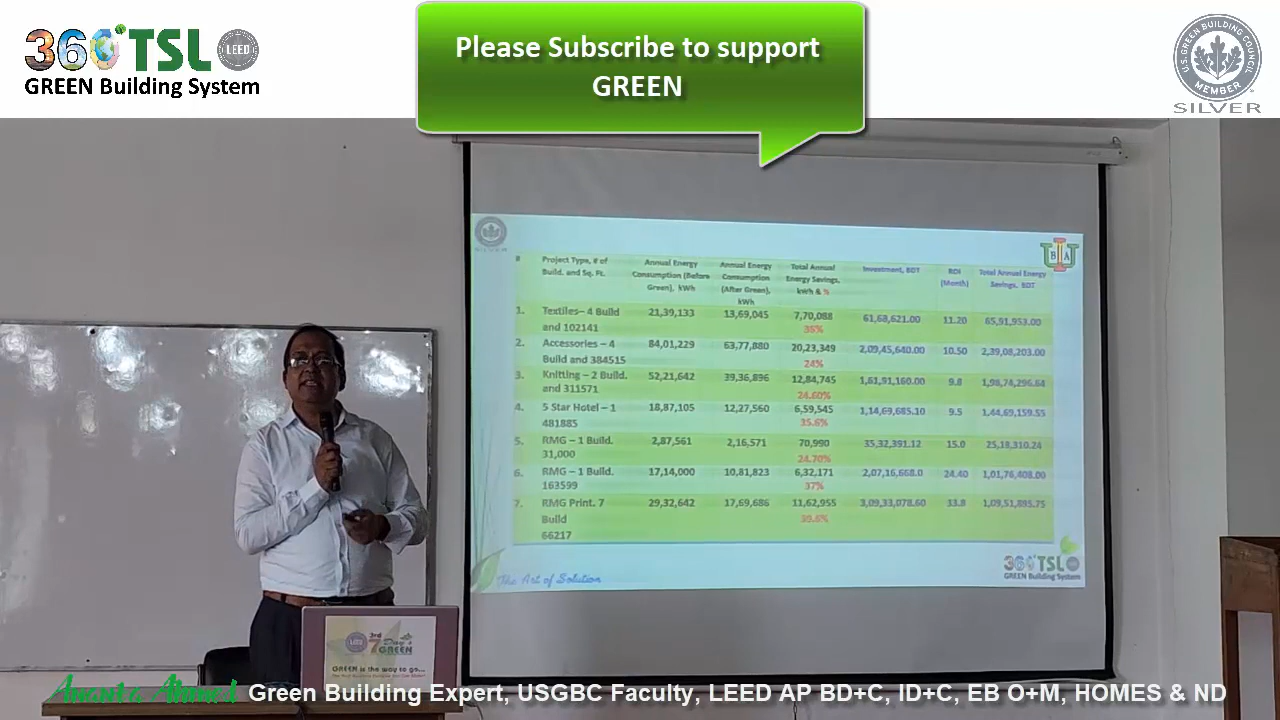 360°TSL LEED
GREEN Building System
Please Subscribe to support
GREEN
U.S. GREEN BUILDING COUNCIL
MEMBER
SILVER
# Project Type, # of Build. and Sq. Ft. Annual Energy Consumption (Before Green), kWh Annual Energy Consumption (After Green), kWh Total Annual Energy Savings, kWh & % Investment, BDT ROI (Month) Total Annual Energy Savings, BDT
1. Textiles– 4 Build and 102141 21,39,133 13,69,045 7,70,088 61,68,621.00 11.20 65,91,953.00
2. Accessories – 4 Build and 384515 84,01,229 63,77,880 20,23,349 24% 2,09,45,640.00 10.50 2,39,08,203.00
3. Knitting – 2 Build. and 311571 52,21,642 39,36,896 12,84,745 24.60% 1,61,91,160.00 9.8
4. 5 Star Hotel – 1 481885 18,87,105 12,27,560 6,59,545 35.6% 1,14,69,685.10 9.5 1,44,69,159.55
5. RMG – 1 Build. 31,000 2,87,561 2,16,571 70,990 24.70% 35,32,391.12 15.0 25,18,310.24
6. RMG – 1 Build. 163599 17,14,000 10,81,823 6,32,171 37% 2,07,16,668.0 24.40 1,01,76,408.00
7. RMG Print. 7 Build 66217 29,32,642 17,69,686 11,62,955 39.6% 3,09,33,078.60 33.8 1,09,51,895.75
The Art of Solution
360°TSL
GREEN Building System
3rd
7 Day's
GREEN
GREEN is the way to go...
Ananta Ahmed Green Building Expert, USGBC Faculty, LEED AP BD+C, ID+C, EB O+M, HOMES & ND